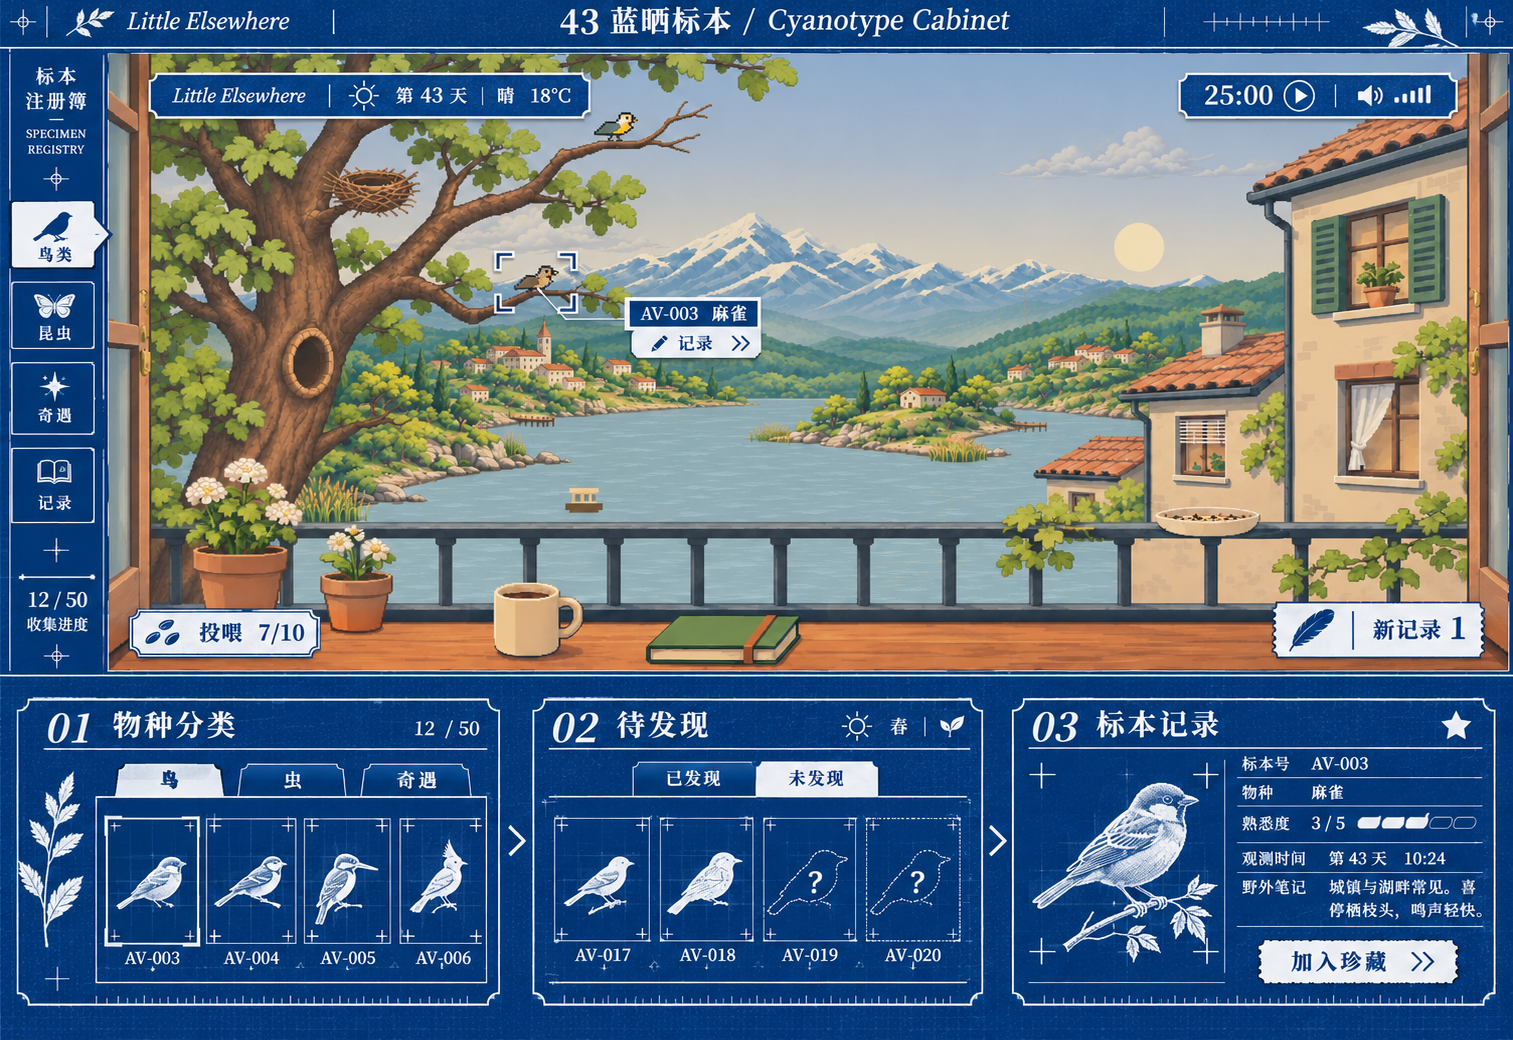 Little Elsewhere
43 蓝晒标本 / Cyanotype Cabinet
标本
注册簿
SPECIMEN
REGISTRY
鸟类
昆虫
奇遇
记录
12 / 50
收集进度
Little Elsewhere 第 43 天 晴 18°C
25:00
AV-003 麻雀
记录
投喂 7/10
新记录 1
01 物种分类 12 / 50
鸟 虫 奇遇
AV-003 AV-004 AV-005 AV-006
02 待发现 春
已发现 未发现
? ?
AV-017 AV-018 AV-019 AV-020
03 标本记录
标本号 AV-003
物种 麻雀
熟悉度 3 / 5
观测时间 第 43 天 10:24
野外笔记 城镇与湖畔常见。喜
停栖枝头，鸣声轻快。
加入珍藏